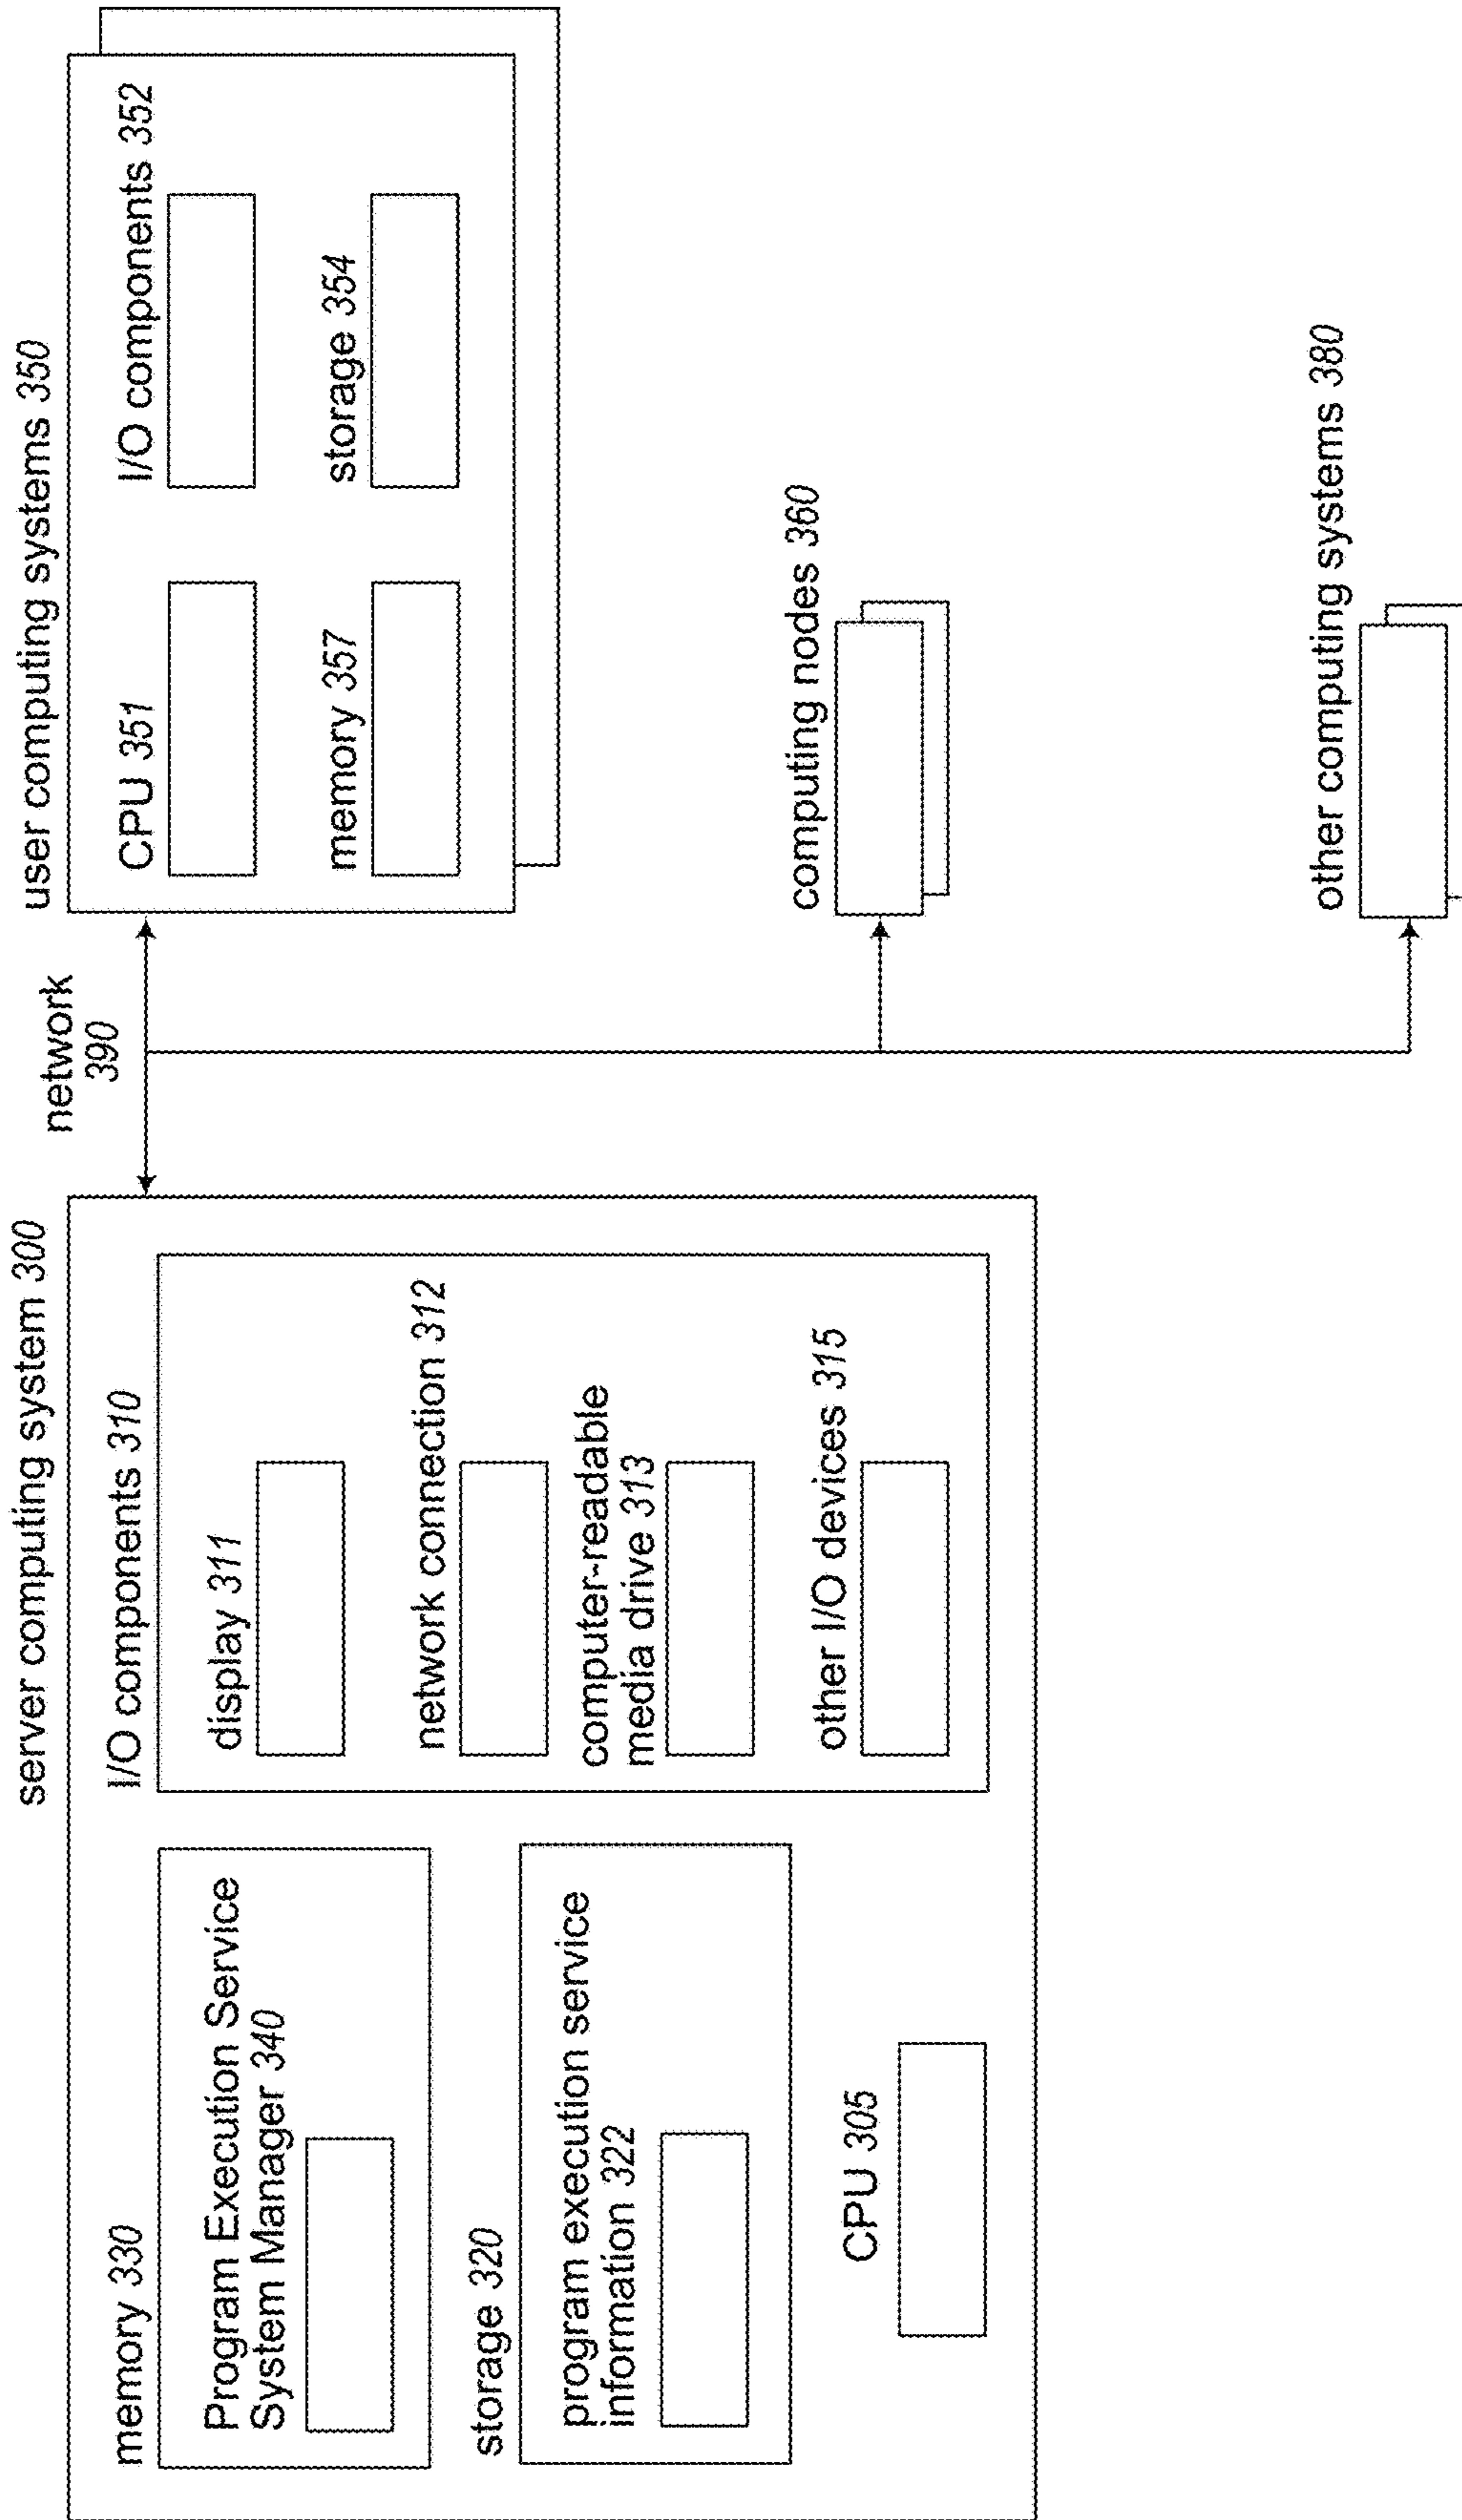 server computing system 300
memory 330
Program Execution Service
System Manager 340
storage 320
program execution service
information 322
CPU 305
I/O components 310
display 311
network connection 312
computer-readable
media drive 313
other I/O devices 315
network
390
user computing systems 350
CPU 351
I/O components 352
memory 357
storage 354
computing nodes 360
other computing systems 380